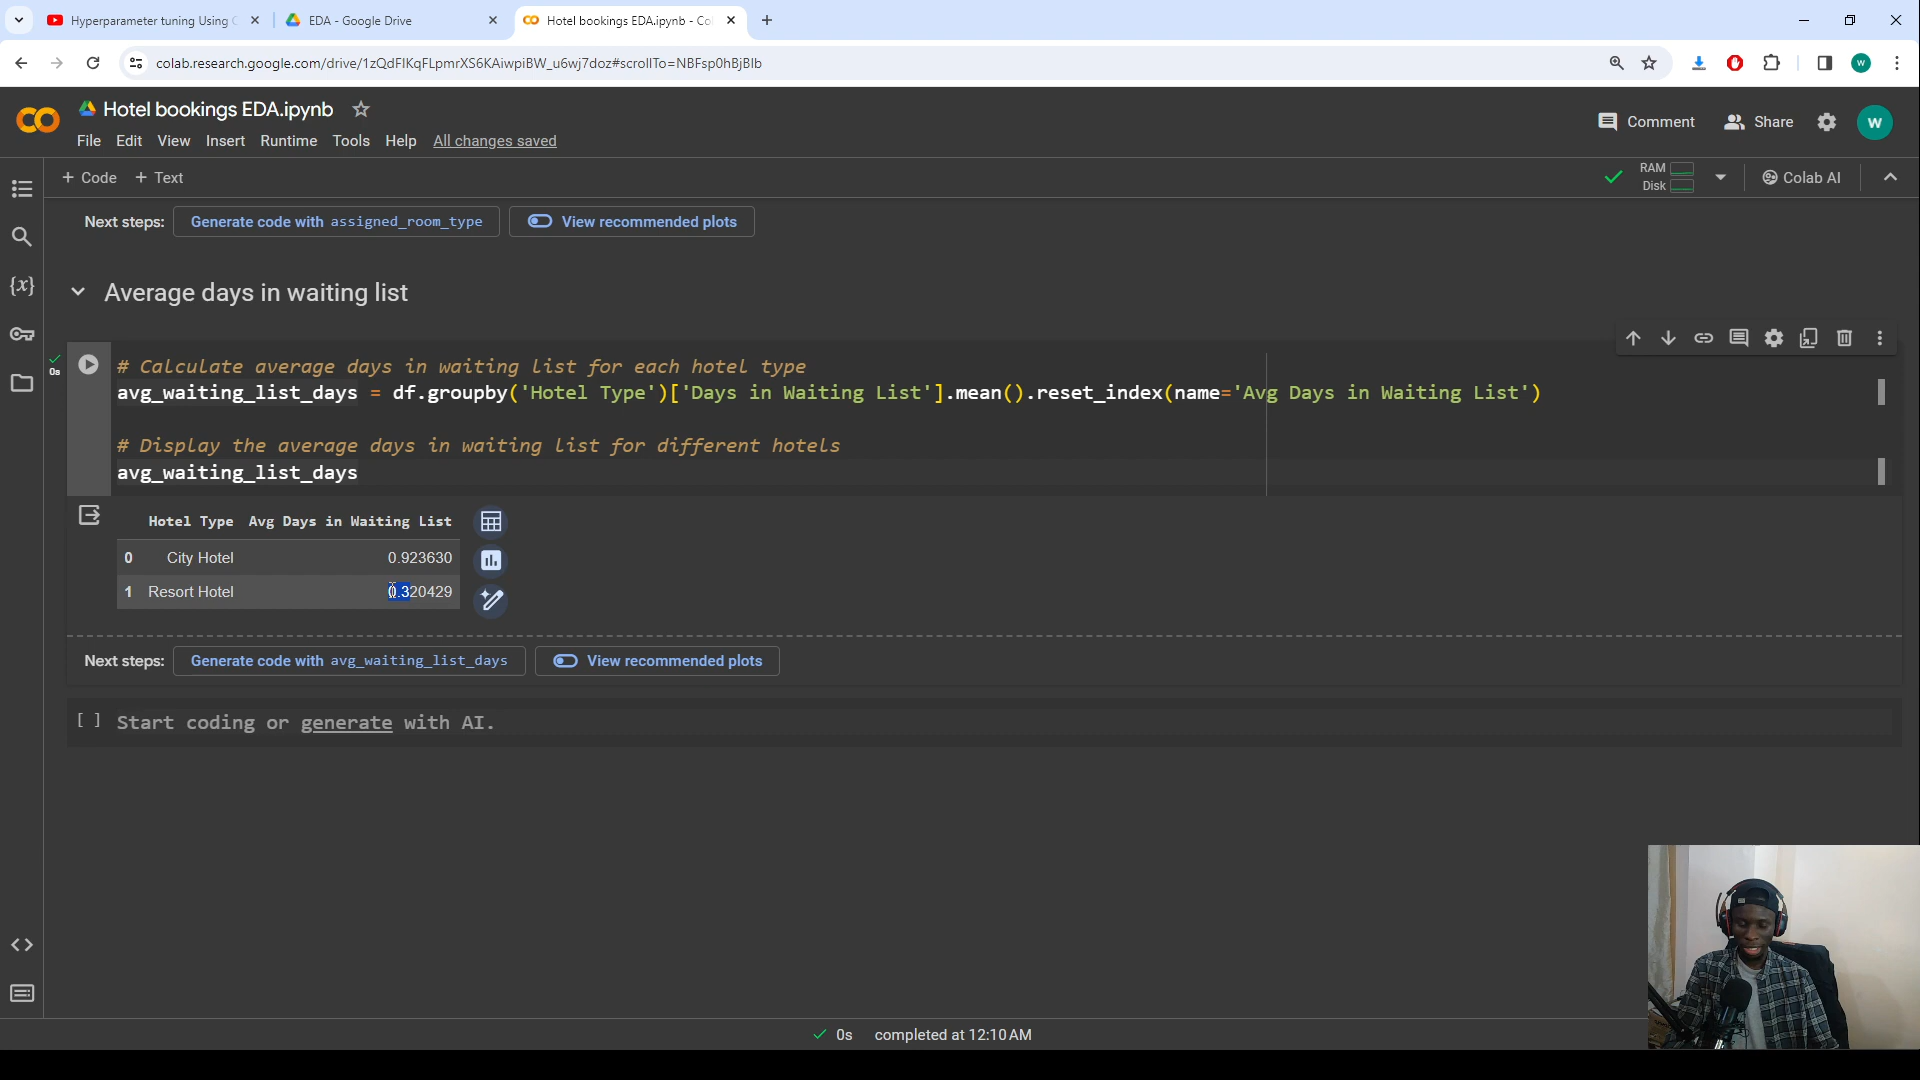 Hyperparameter tuning Using
EDA - Google Drive
Hotel bookings EDA.ipynb - Co
colab.research.google.com/drive/1zQdFlKqFLpmrXS6KAiwpiBW_u6wj7doz#scrollTo=NBFsp0hBjBlb
W
Hotel bookings EDA.ipynb
Comment
Share
W
File Edit View Insert Runtime Tools Help All changes saved
+ Code + Text
RAM
Disk
Colab AI
Next steps: Generate code with assigned_room_type View recommended plots
{x}
Average days in waiting list
0s
# Calculate average days in waiting list for each hotel type
avg_waiting_list_days = df.groupby('Hotel Type')['Days in Waiting List'].mean().reset_index(name='Avg Days in Waiting List')
# Display the average days in waiting list for different hotels
avg_waiting_list_days
Hotel Type Avg Days in Waiting List
0 City Hotel 0.923630
1 Resort Hotel 0.320429
Next steps: Generate code with avg_waiting_list_days View recommended plots
[ ] Start coding or generate with AI.
0s completed at 12:10 AM